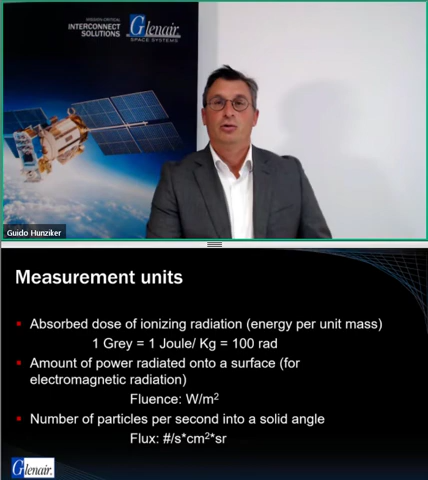 MISSION-CRITICAL
INTERCONNECT
SOLUTIONS
Glenair.
SPACE SYSTEMS
Guido Hunziker
Measurement units
Absorbed dose of ionizing radiation (energy per unit mass)
1 Grey = 1 Joule/ Kg = 100 rad
Amount of power radiated onto a surface (for
electromagnetic radiation)
Fluence: W/m²
Number of particles per second into a solid angle
Flux: #/s*cm²*sr
Glenair.